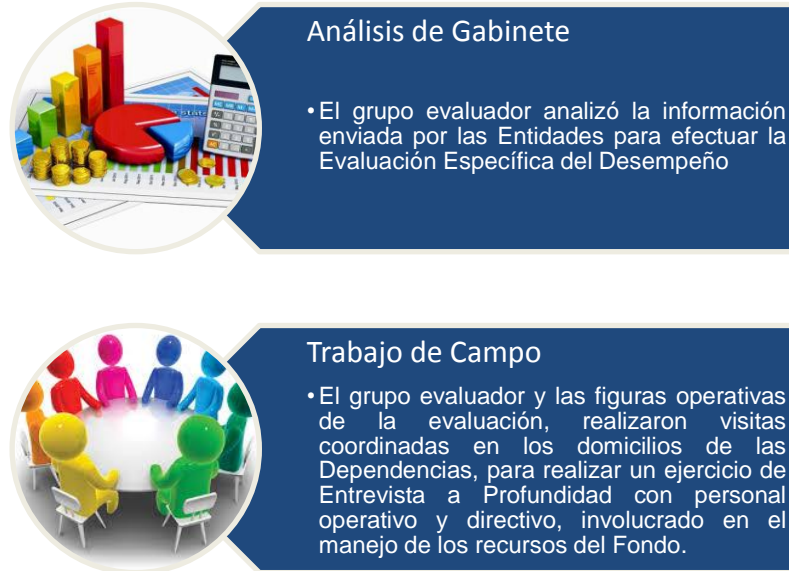 Análisis de Gabinete
•El grupo evaluador analizó la información
enviada por las Entidades para efectuar la
Evaluación Específica del Desempeño
Trabajo de Campo
•El grupo evaluador y las figuras operativas
de la evaluación, realizaron visitas
coordinadas en los domicilios de las
Dependencias, para realizar un ejercicio de
Entrevista a Profundidad con personal
operativo y directivo, involucrado en el
manejo de los recursos del Fondo.